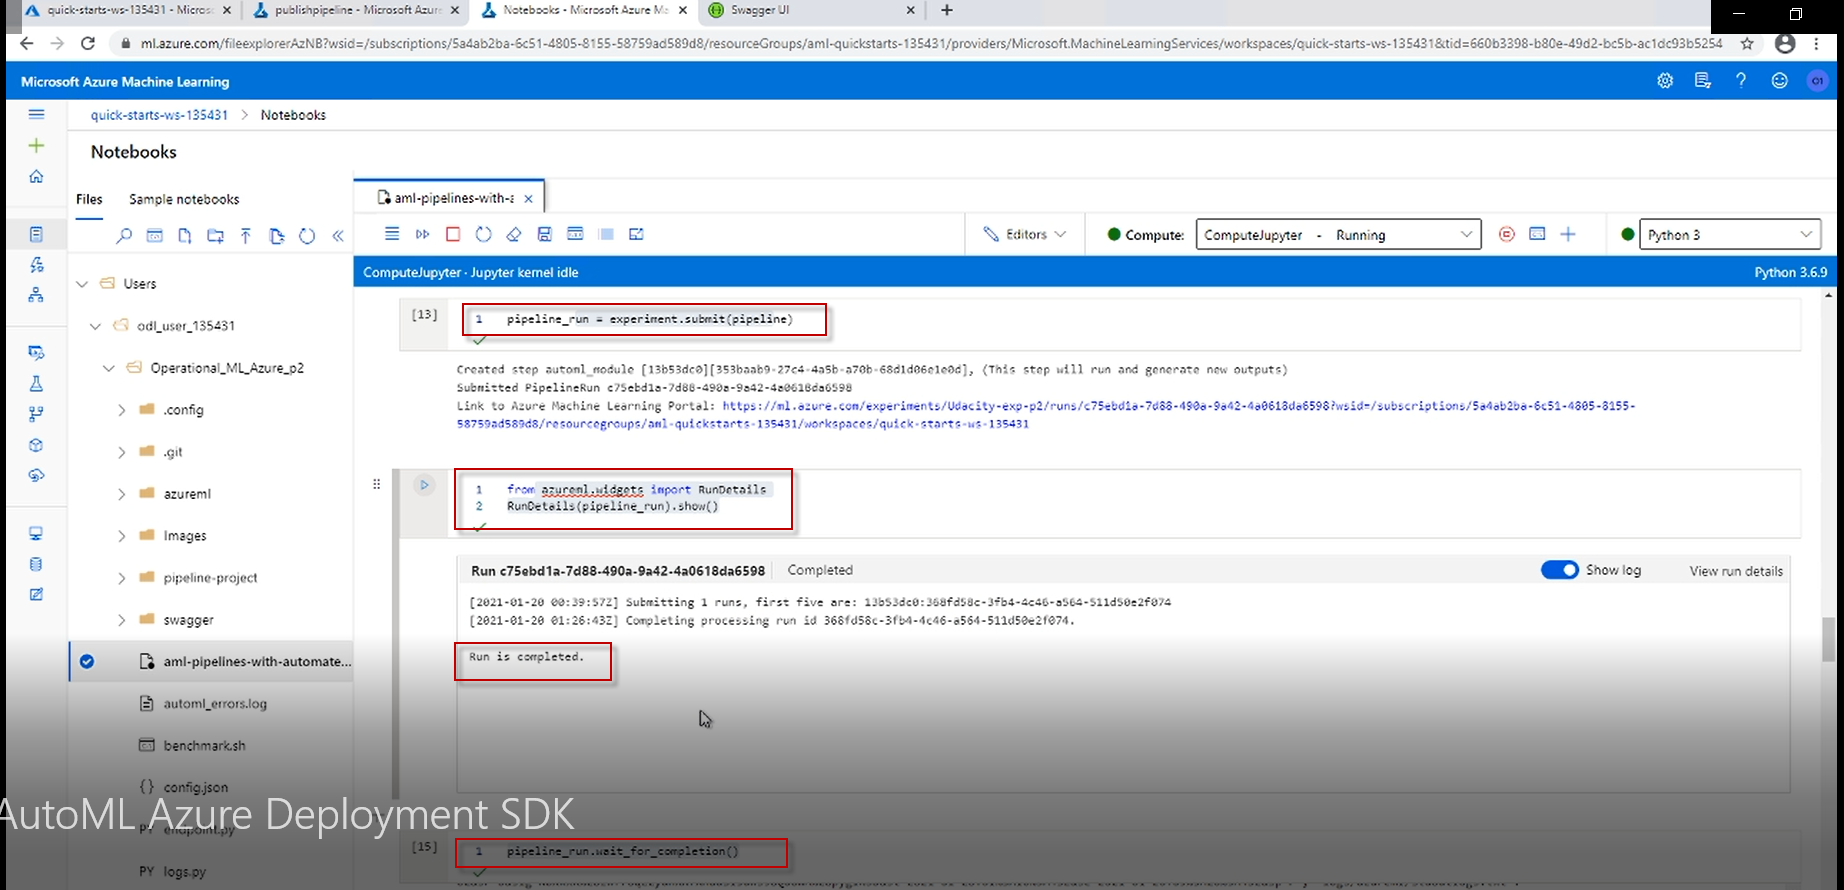 quick-starts-ws-135431 - Micros
publishpipeline - Microsoft Azure
Notebooks - Microsoft Azure Ma
Swagger UI
ml.azure.com/fileexplorerAzNB?wsid=/subscriptions/5a4ab2ba-6c51-4805-8155-58759ad589d8/resourceGroups/aml-quickstarts-135431/providers/Microsoft.MachineLearningServices/workspaces/quick-starts-ws-135431&tid=660b3398-b80e-49d2-bc5b-ac1dc93b5254
Microsoft Azure Machine Learning
quick-starts-ws-135431 > Notebooks
Notebooks
Files
Sample notebooks
aml-pipelines-with-a
Editors
Compute:
ComputeJupyter - Running
Python 3
ComputeJupyter · Jupyter kernel idle
Python 3.6.9
Users
odl_user_135431
Operational_ML_Azure_p2
.config
.git
azureml
Images
pipeline-project
swagger
aml-pipelines-with-automate...
automl_errors.log
benchmark.sh
config.json
PY endpoint.py
PY logs.py
[13]
1 pipeline_run = experiment.submit(pipeline)
Created step automl_module [13b53dc0][353baab9-27c4-4a5b-a70b-68d1d06e1e0d], (This step will run and generate new outputs)
Submitted PipelineRun c75ebd1a-7d88-490a-9a42-4a0618da6598
Link to Azure Machine Learning Portal: https://ml.azure.com/experiments/Udacity-exp-p2/runs/c75ebd1a-7d88-490a-9a42-4a0618da6598?wsid=/subscriptions/5a4ab2ba-6c51-4805-8155-
58759ad589d8/resourcegroups/aml-quickstarts-135431/workspaces/quick-starts-ws-135431
1 from azureml.widgets import RunDetails
2 RunDetails(pipeline_run).show()
Run c75ebd1a-7d88-490a-9a42-4a0618da6598
Completed
Show log
View run details
[2021-01-20 00:39:57Z] Submitting 1 runs, first five are: 13b53dc0:368fd58c-3fb4-4c46-a564-511d50e2f074
[2021-01-20 01:26:43Z] Completing processing run id 368fd58c-3fb4-4c46-a564-511d50e2f074.
Run is completed.
AutoML Azure Deployment SDK
[15]
1 pipeline_run.wait_for_completion()